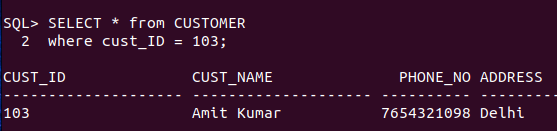 SQL> SELECT * from CUSTOMER
  2  where cust_ID = 103;
CUST_ID              CUST_NAME             PHONE_NO ADDRESS
-------------------- -------------------- ---------- ---------
103                  Amit Kumar           7654321098 Delhi